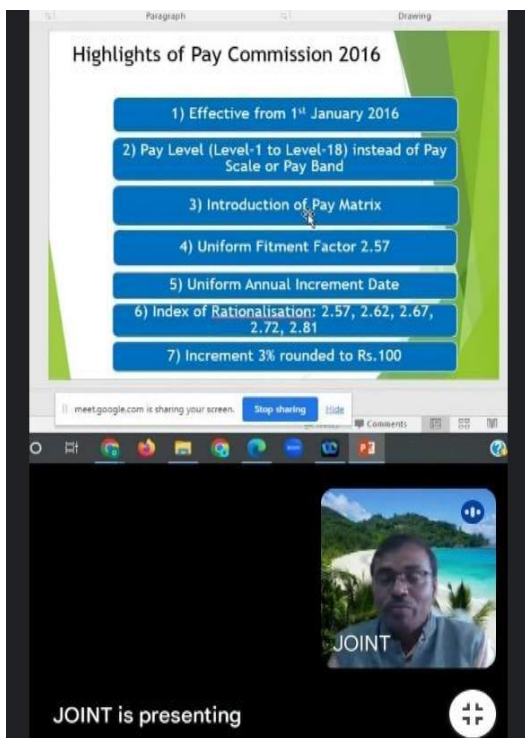 Paragraph
Drawing
Highlights of Pay Commission 2016
1) Effective from 1st January 2016
2) Pay Level (Level-1 to Level-18) instead of Pay
Scale or Pay Band
3) Introduction of Pay Matrix
4) Uniform Fitment Factor 2.57
5) Uniform Annual Increment Date
6) Index of Rationalisation: 2.57, 2.62, 2.67,
2.72, 2.81
7) Increment 3% rounded to Rs.100
meet.google.com is sharing your screen.
Stop sharing
Hide
Comments
JOINT
JOINT is presenting